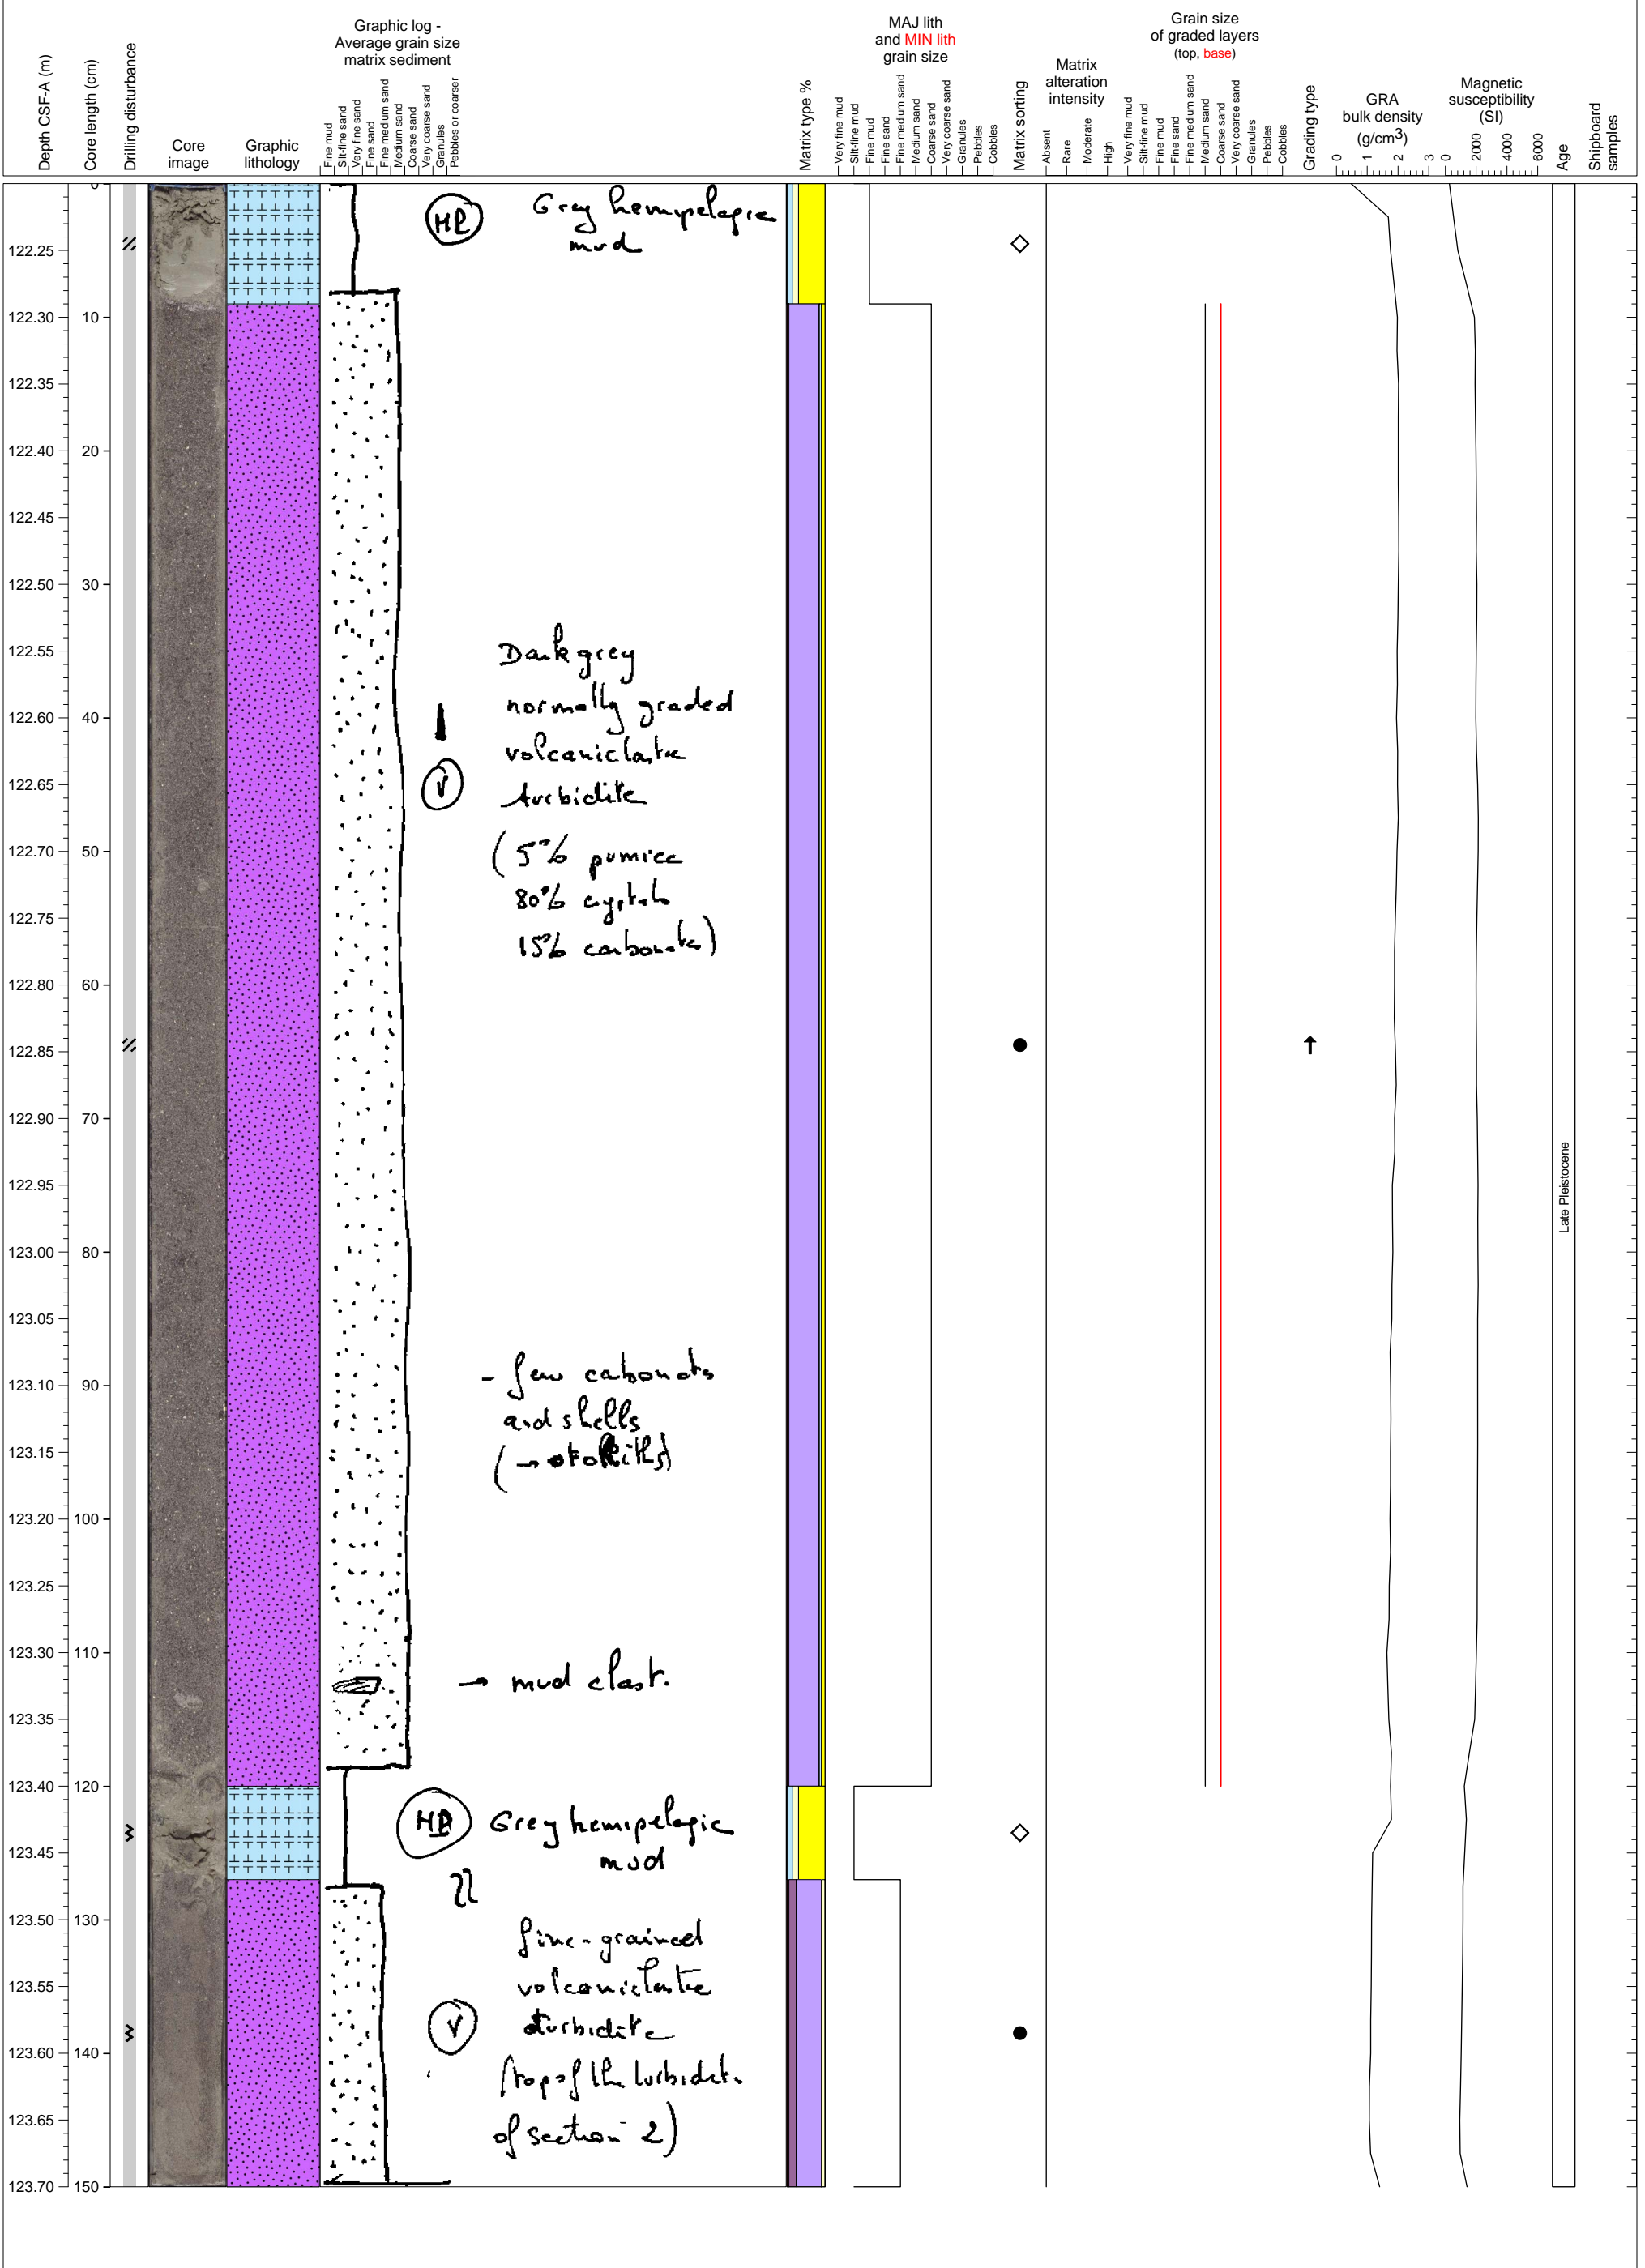 Depth CSF-A (m)
Core length (cm)
Drilling disturbance
Core
image
Graphic
lithology
Graphic log -
Average grain size
matrix sediment
Fine mud
Silt-fine sand
Very fine sand
Fine sand
Fine medium sand
Medium sand
Coarse sand
Very coarse sand
Granules
Pebbles or coarser
Matrix type %
MAJ lith
and MIN lith
grain size
Very fine mud
Silt-fine mud
Fine mud
Fine sand
Fine medium sand
Medium sand
Coarse sand
Very coarse sand
Granules
Pebbles
Cobbles
Matrix sorting
Matrix
alteration
intensity
Absent
Rare
Moderate
High
Grain size
of graded layers
(top, base)
Very fine mud
Silt-fine mud
Fine mud
Fine sand
Fine medium sand
Medium sand
Coarse sand
Very coarse sand
Granules
Pebbles
Cobbles
Grading type
GRA
bulk density
(g/cm3)
0 1 2 3
Magnetic
susceptibility
(SI)
0 2000 4000 6000
Age
Shipboard
samples
0
122.25
122.30 10
122.35
122.40 20
122.45
122.50 30
122.55
122.60 40
122.65
122.70 50
122.75
122.80 60
122.85
122.90 70
122.95
123.00 80
123.05
123.10 90
123.15
123.20 100
123.25
123.30 110
123.35
123.40 120
123.45
123.50 130
123.55
123.60 140
123.65
123.70 150
HP Grey hemipelagic
mud
Dark grey
normally graded
volcaniclastic
V
turbidite
(5% pumice
80% crystals
15% carbonates)
- few carbonates
and shells
(→ otoliths)
→ mud clast.
HP Grey hemipelagic
mud
fine-grained
volcaniclastic
V turbidite
(top of the turbidite
of section 2)
Late Pleistocene